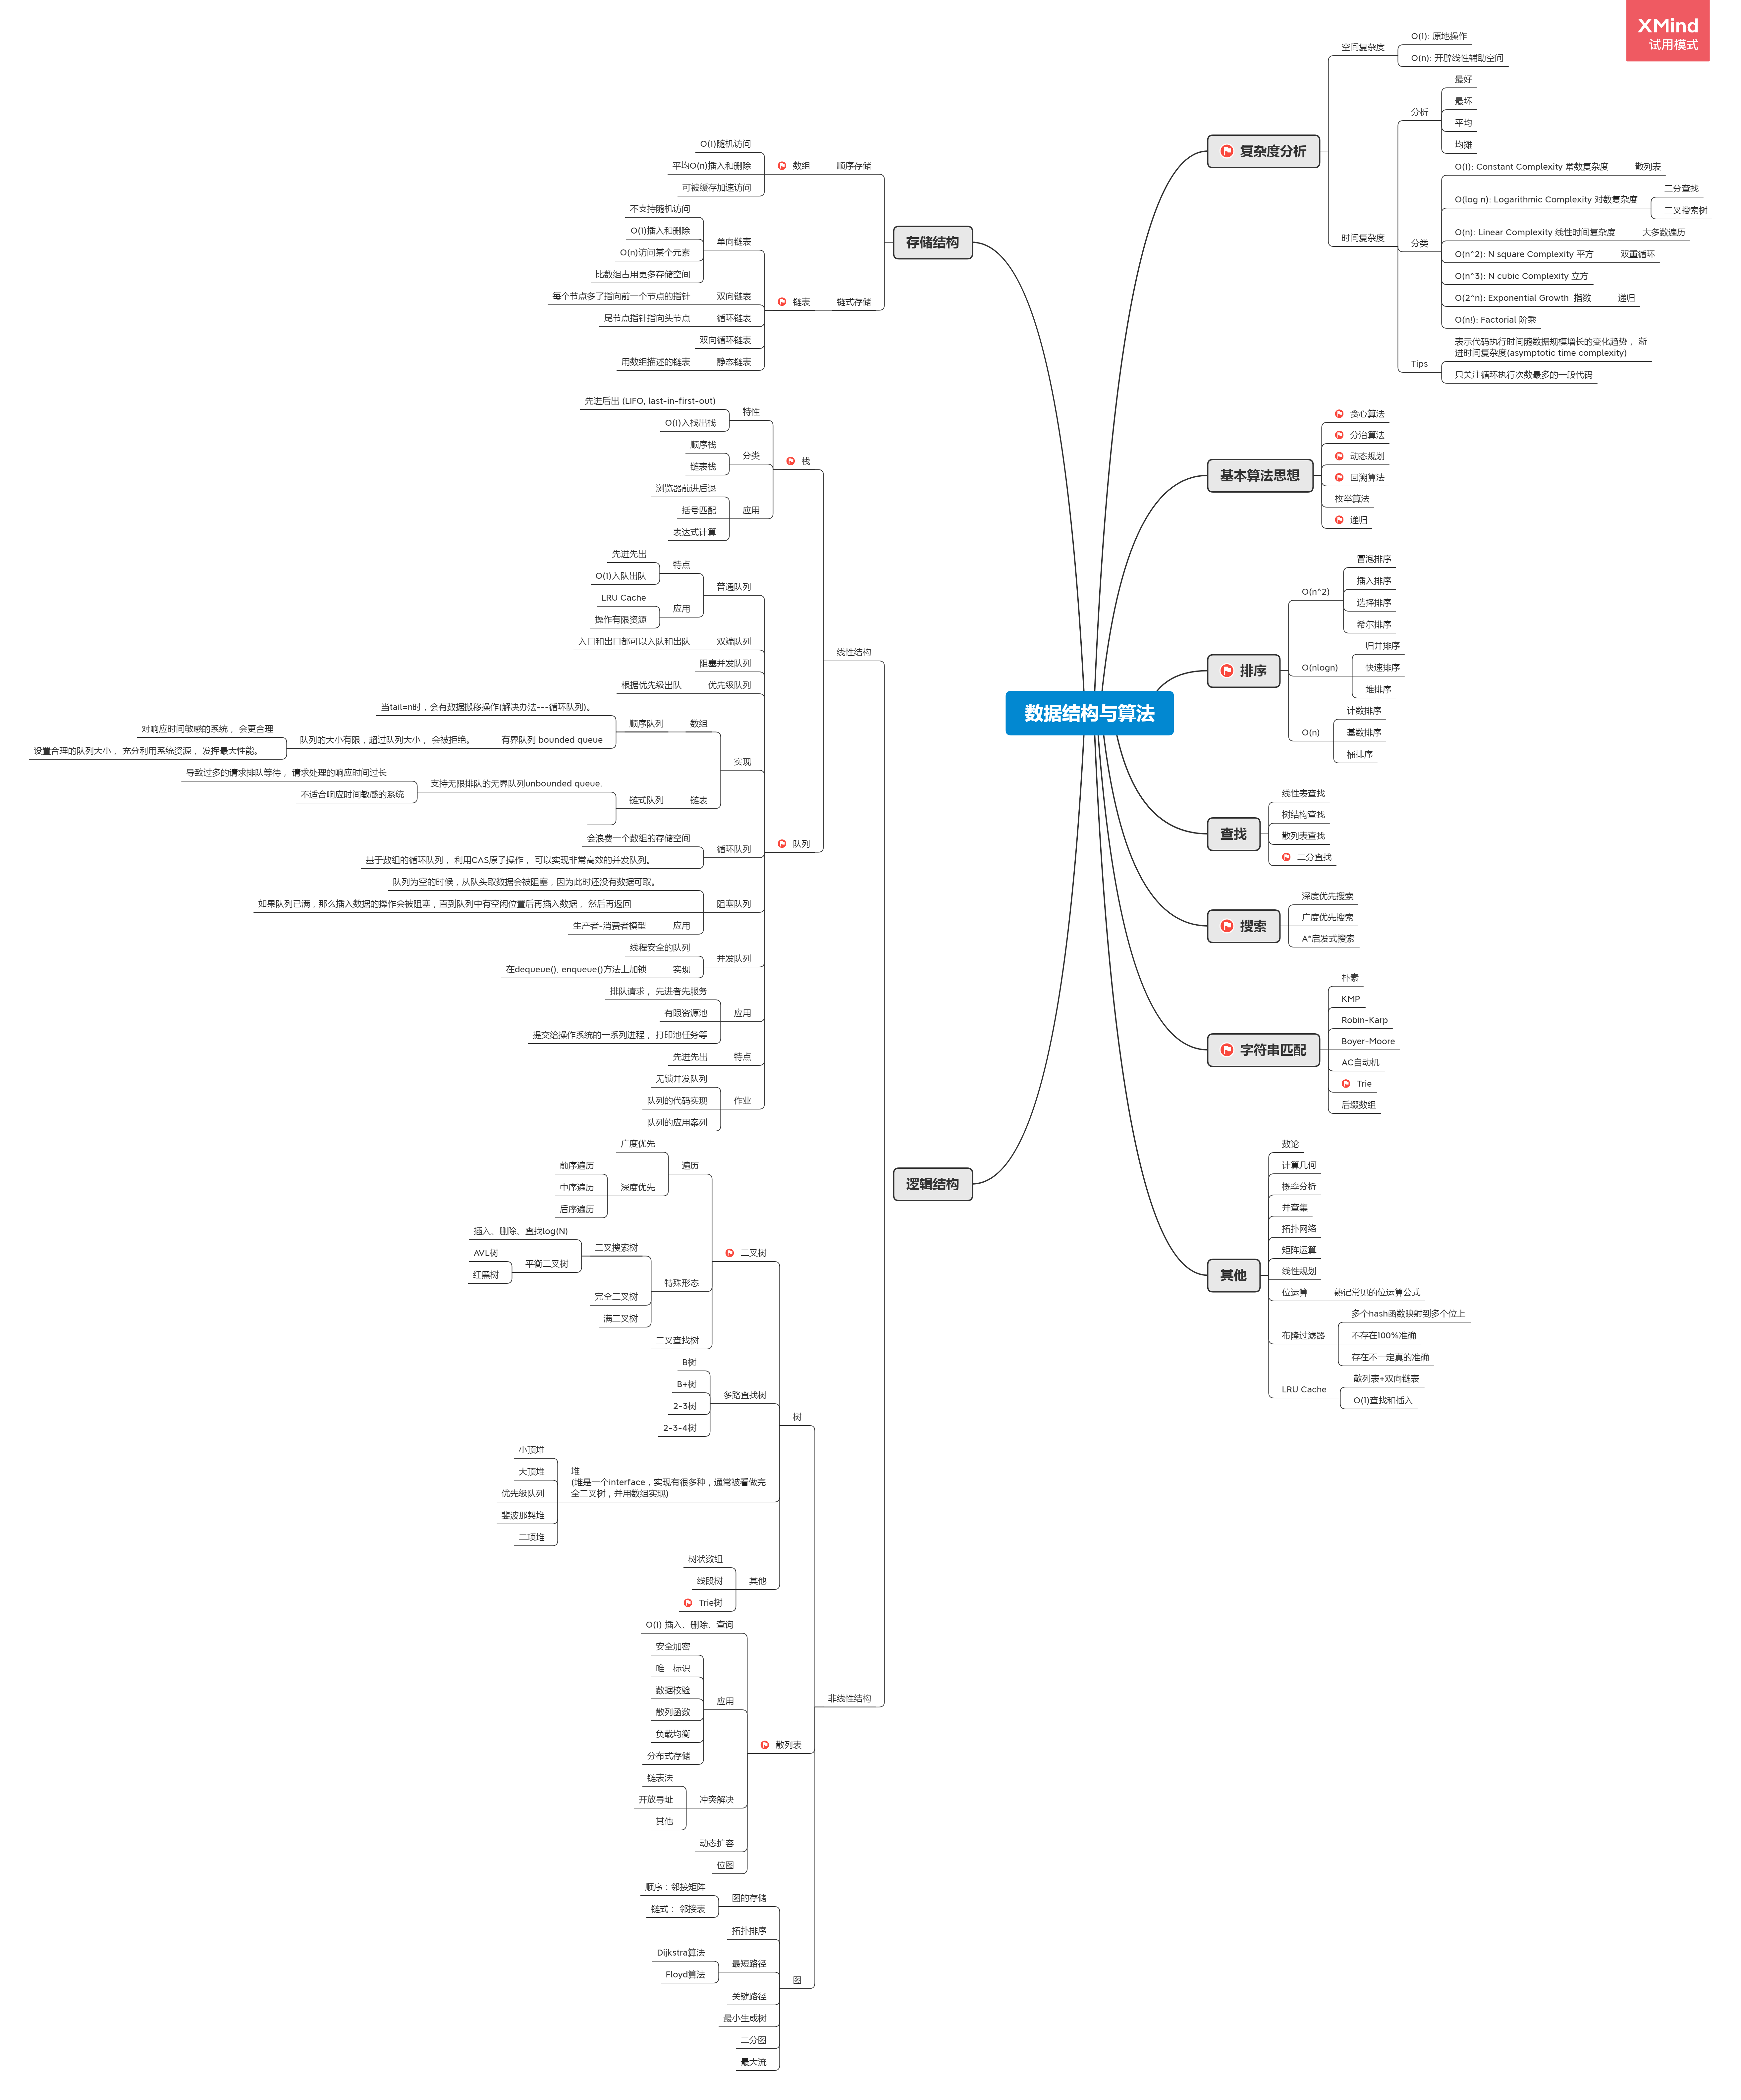 XMind
试用模式
数据结构与算法
复杂度分析
空间复杂度
O(1): 原地操作
O(n): 开辟线性辅助空间
时间复杂度
分析
最好
最坏
平均
均摊
分类
O(1): Constant Complexity 常数复杂度
散列表
O(log n): Logarithmic Complexity 对数复杂度
二分查找
二叉搜索树
O(n): Linear Complexity 线性时间复杂度
大多数遍历
O(n^2): N square Complexity 平方
双重循环
O(n^3): N cubic Complexity 立方
O(2^n): Exponential Growth 指数
递归
O(n!): Factorial 阶乘
Tips
表示代码执行时间随数据规模增长的变化趋势， 渐
进时间复杂度(asymptotic time complexity)
只关注循环执行次数最多的一段代码
基本算法思想
贪心算法
分治算法
动态规划
回溯算法
枚举算法
递归
排序
O(n^2)
冒泡排序
插入排序
选择排序
希尔排序
O(nlogn)
归并排序
快速排序
堆排序
O(n)
计数排序
基数排序
桶排序
查找
线性表查找
树结构查找
散列表查找
二分查找
搜索
深度优先搜索
广度优先搜索
A*启发式搜索
字符串匹配
朴素
KMP
Robin-Karp
Boyer-Moore
AC自动机
Trie
后缀数组
其他
数论
计算几何
概率分析
并查集
拓扑网络
矩阵运算
线性规划
位运算
熟记常见的位运算公式
布隆过滤器
多个hash函数映射到多个位上
不存在100%准确
存在不一定真的准确
LRU Cache
散列表+双向链表
O(1)查找和插入
存储结构
顺序存储
数组
O(1)随机访问
平均O(n)插入和删除
可被缓存加速访问
链式存储
链表
单向链表
不支持随机访问
O(1)插入和删除
O(n)访问某个元素
比数组占用更多存储空间
双向链表
每个节点多了指向前一个节点的指针
循环链表
尾节点指针指向头节点
双向循环链表
静态链表
用数组描述的链表
逻辑结构
线性结构
栈
特性
先进后出 (LIFO, last-in-first-out)
O(1)入栈出栈
分类
顺序栈
链表栈
应用
浏览器前进后退
括号匹配
表达式计算
队列
普通队列
特点
先进先出
O(1)入队出队
应用
LRU Cache
操作有限资源
双端队列
入口和出口都可以入队和出队
阻塞并发队列
优先级队列
根据优先级出队
实现
数组
顺序队列
当tail=n时，会有数据搬移操作(解决办法---循环队列)。
有界队列 bounded queue
队列的大小有限，超过队列大小， 会被拒绝。
对响应时间敏感的系统， 会更合理
设置合理的队列大小， 充分利用系统资源， 发挥最大性能。
链表
链式队列
支持无限排队的无界队列unbounded queue.
导致过多的请求排队等待， 请求处理的响应时间过长
不适合响应时间敏感的系统
循环队列
会浪费一个数组的存储空间
基于数组的循环队列， 利用CAS原子操作， 可以实现非常高效的并发队列。
阻塞队列
队列为空的时候，从队头取数据会被阻塞，因为此时还没有数据可取。
如果队列已满，那么插入数据的操作会被阻塞，直到队列中有空闲位置后再插入数据， 然后再返回
应用
生产者-消费者模型
并发队列
线程安全的队列
实现
在dequeue(), enqueue()方法上加锁
应用
排队请求， 先进者先服务
有限资源池
提交给操作系统的一系列进程， 打印池任务等
特点
先进先出
作业
无锁并发队列
队列的代码实现
队列的应用案列
非线性结构
树
二叉树
遍历
广度优先
深度优先
前序遍历
中序遍历
后序遍历
特殊形态
二叉搜索树
插入、删除、查找log(N)
平衡二叉树
AVL树
红黑树
完全二叉树
满二叉树
二叉查找树
多路查找树
B树
B+树
2-3树
2-3-4树
堆
(堆是一个interface，实现有很多种，通常被看做完
全二叉树，并用数组实现)
小顶堆
大顶堆
优先级队列
斐波那契堆
二项堆
其他
树状数组
线段树
Trie树
散列表
O(1) 插入、删除、查询
应用
安全加密
唯一标识
数据校验
散列函数
负载均衡
分布式存储
冲突解决
链表法
开放寻址
其他
动态扩容
位图
图
图的存储
顺序：邻接矩阵
链式： 邻接表
拓扑排序
最短路径
Dijkstra算法
Floyd算法
关键路径
最小生成树
二分图
最大流